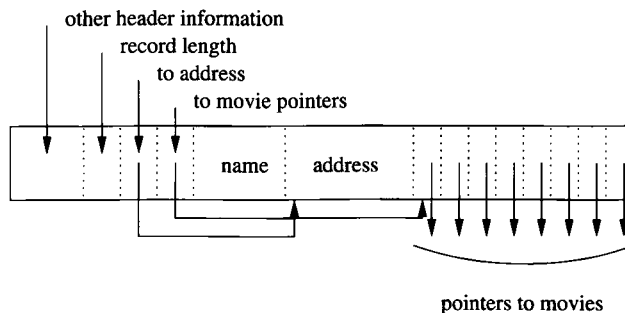 other header information
record length
to address
to movie pointers
name address
pointers to movies